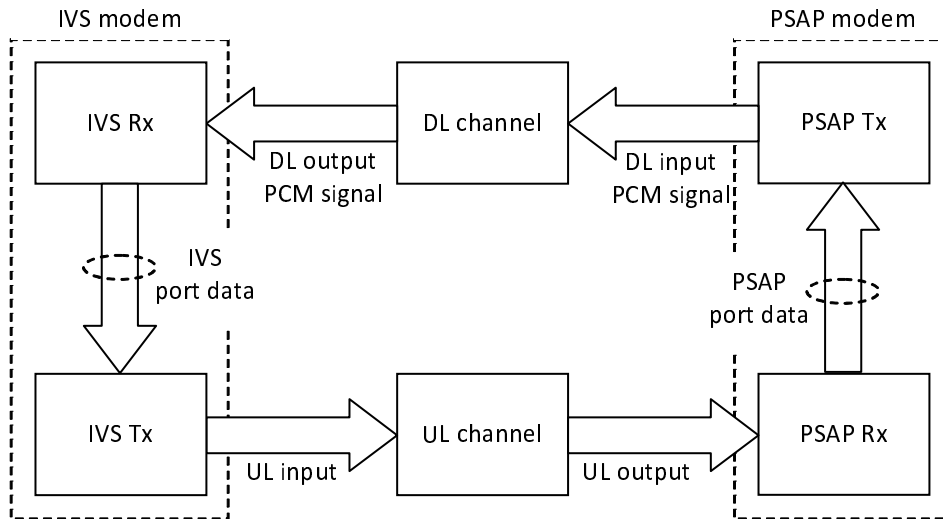 IVS modem
PSAP modem
IVS Rx
DL channel
PSAP Tx
DL output
PCM signal
DL input
PCM signal
IVS
port data
PSAP
port data
IVS Tx
UL channel
PSAP Rx
UL input
UL output